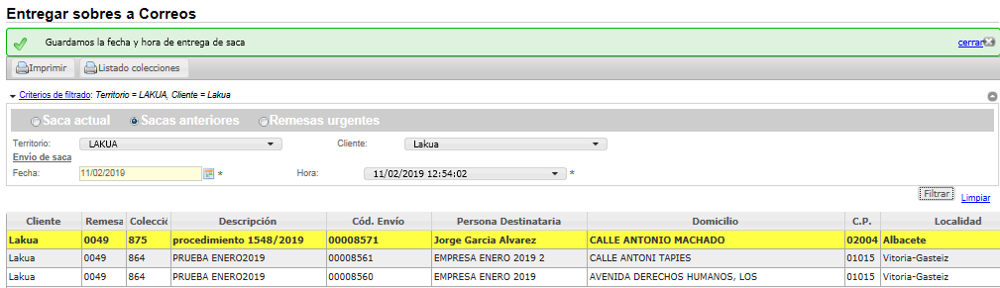 Entregar sobres a Correos
Guardamos la fecha y hora de entrega de saca cerrar
Imprimir Listado colecciones
Criterios de filtrado: Territorio = LAKUA, Cliente = Lakua
Saca actual Sacas anteriores Remesas urgentes
Territorio: LAKUA Cliente: Lakua
Envío de saca
Fecha: 11/02/2019 * Hora: 11/02/2019 12:54:02 *
Filtrar Limpiar
Cliente Remesa Colecció Descripción Cód. Envío Persona Destinataria Domicilio C.P. Localidad
Lakua 0049 875 procedimiento 1548/2019 00008571 Jorge Garcia Alvarez CALLE ANTONIO MACHADO 02004 Albacete
Lakua 0049 864 PRUEBA ENERO2019 00008561 EMPRESA ENERO 2019 2 CALLE ANTONI TAPIES 01015 Vitoria-Gasteiz
Lakua 0049 864 PRUEBA ENERO2019 00008560 EMPRESA ENERO 2019 AVENIDA DERECHOS HUMANOS, LOS 01015 Vitoria-Gasteiz